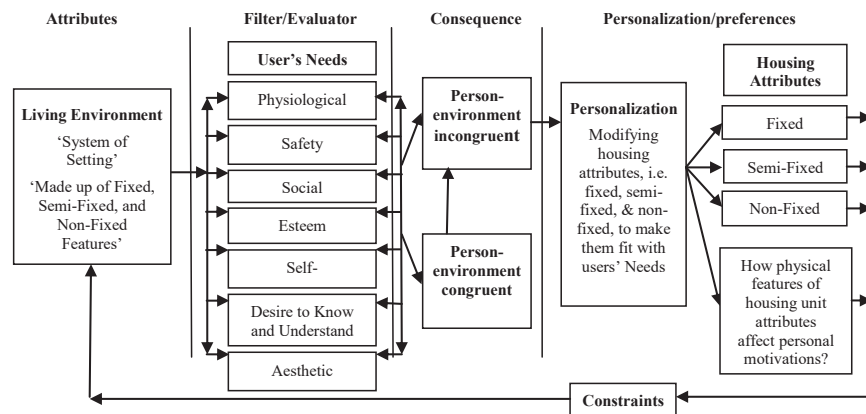 Attributes
Filter/Evaluator
Consequence
Personalization/preferences
Living Environment
‘System of
Setting’
‘Made up of Fixed,
Semi-Fixed, and
Non-Fixed
Features’
User’s Needs
Physiological
Safety
Social
Esteem
Self-
Desire to Know
and Understand
Aesthetic
Person-
environment
incongruent
Person-
environment
congruent
Personalization
Modifying
housing
attributes, i.e.
fixed, semi-
fixed, & non-
fixed, to make
them fit with
users’ Needs
Housing
Attributes
Fixed
Semi-Fixed
Non-Fixed
How physical
features of
housing unit
attributes
affect personal
motivations?
Constraints